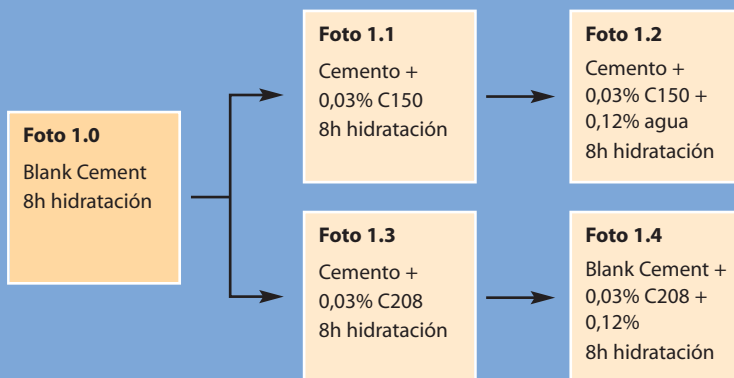 Foto 1.0
Blank Cement
8h hidratación
Foto 1.1
Cemento +
0,03% C150
8h hidratación
Foto 1.2
Cemento +
0,03% C150 +
0,12% agua
8h hidratación
Foto 1.3
Cemento +
0,03% C208
8h hidratación
Foto 1.4
Blank Cement +
0,03% C208 +
0,12%
8h hidratación